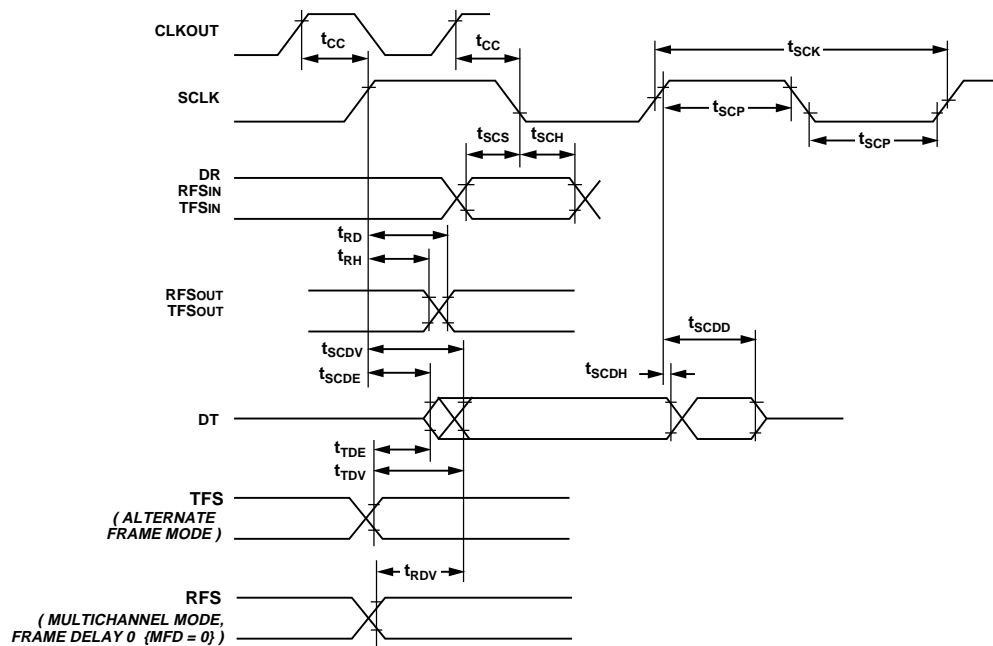 CLKOUT
tCC
tCC
tSCK
SCLK
tSCP
tSCP
tSCS
tSCH
DR
RFSIN
TFSIN
tRD
tRH
RFSOUT
TFSOUT
tSCDV
tSCDD
tSCDE
tSCDH
DT
tTDE
tTDV
TFS
( ALTERNATE
FRAME MODE )
tRDV
RFS
( MULTICHANNEL MODE,
FRAME DELAY 0 {MFD = 0} )